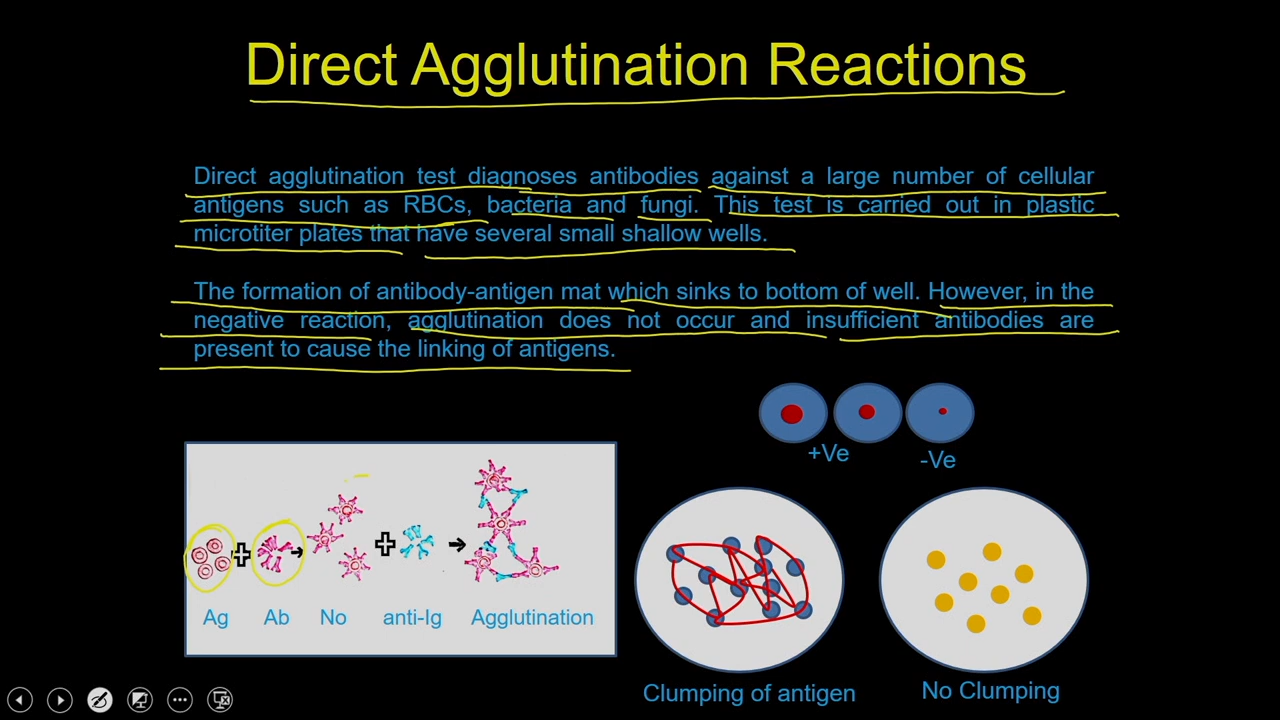 Direct Agglutination Reactions
Direct agglutination test diagnoses antibodies against a large number of cellular
antigens such as RBCs, bacteria and fungi. This test is carried out in plastic
microtiter plates that have several small shallow wells.
The formation of antibody-antigen mat which sinks to bottom of well. However, in the
negative reaction, agglutination does not occur and insufficient antibodies are
present to cause the linking of antigens.
+Ve
-Ve
Ag Ab No anti-Ig Agglutination
Clumping of antigen
No Clumping